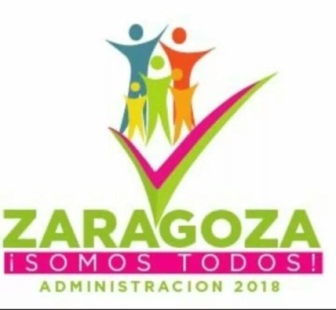 ZARAGOZA
¡SOMOS TODOS!
ADMINISTRACION 2018